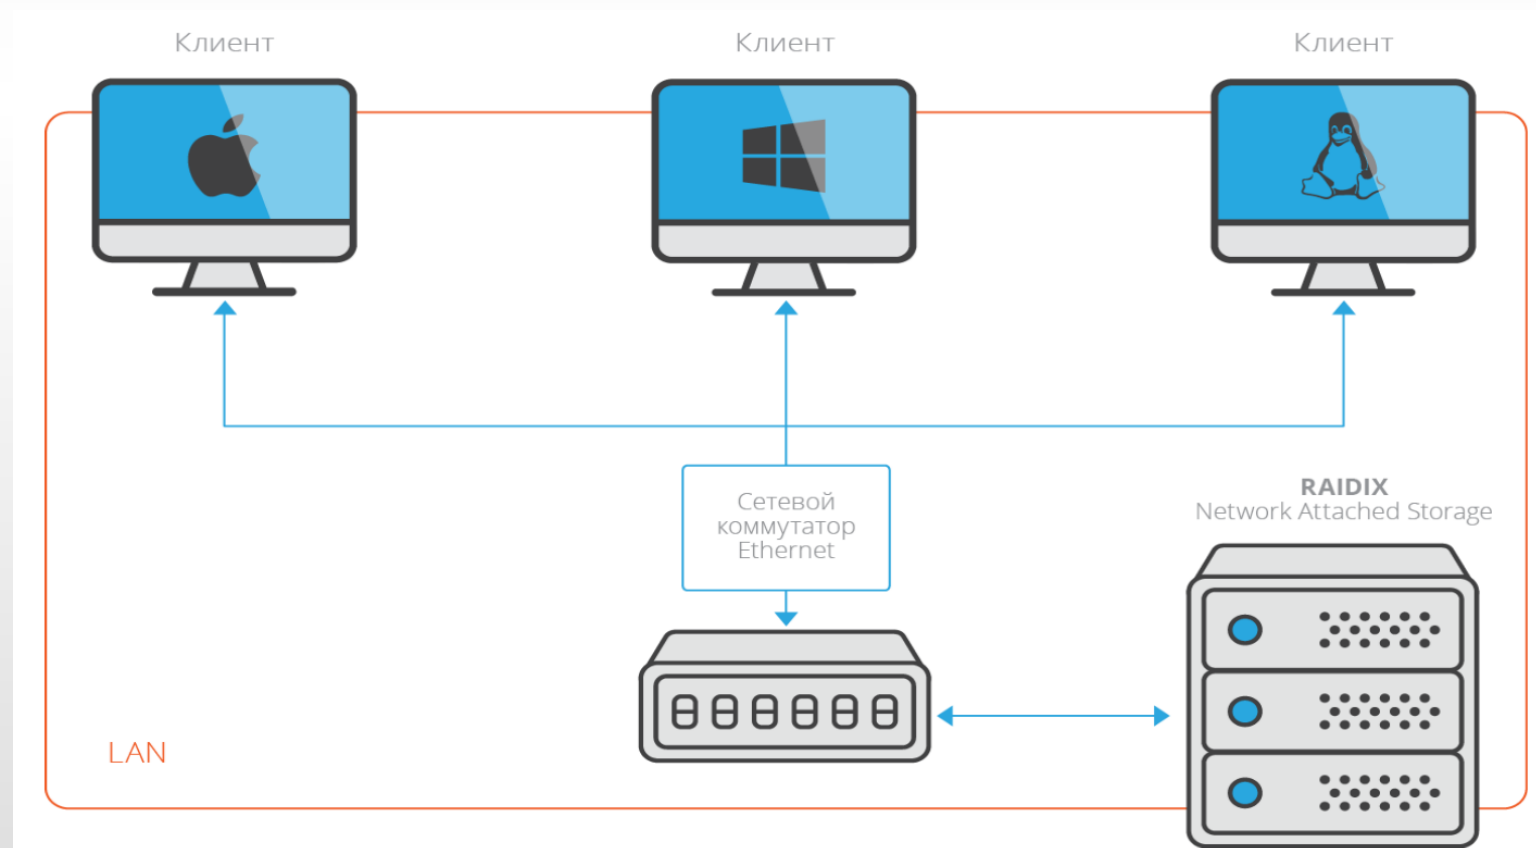 Клиент
Клиент
Клиент
Сетевой
коммутатор
Ethernet
RAIDIX
Network Attached Storage
LAN